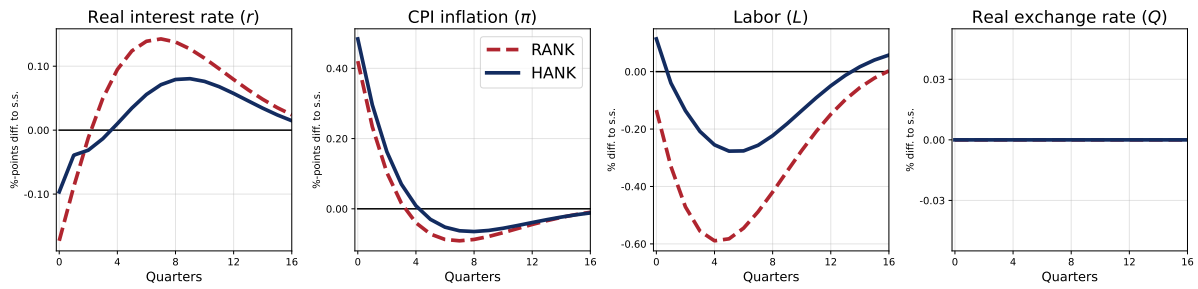 Real interest rate (r)
%-points diff. to s.s.
0.10
0.00
-0.10
0
4
8
12
16
Quarters
CPI inflation (π)
%-points diff. to s.s.
0.40
0.20
0.00
0
4
8
12
16
Quarters
RANK
HANK
Labor (L)
% diff. to s.s.
0.00
-0.20
-0.40
-0.60
0
4
8
12
16
Quarters
Real exchange rate (Q)
% diff. to s.s.
0.03
0.00
-0.03
0
4
8
12
16
Quarters